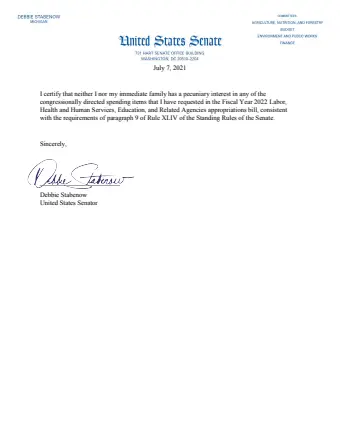 DEBBIE STABENOW
MICHIGAN
COMMITTEES
AGRICULTURE, NUTRITION, AND FORESTRY
BUDGET
ENVIRONMENT AND PUBLIC WORKS
FINANCE
United States Senate
731 HART SENATE OFFICE BUILDING
WASHINGTON, DC 20510-2204
July 7, 2021
I certify that neither I nor my immediate family has a pecuniary interest in any of the
congressionally directed spending items that I have requested in the Fiscal Year 2022 Labor,
Health and Human Services, Education, and Related Agencies appropriations bill, consistent
with the requirements of paragraph 9 of Rule XLIV of the Standing Rules of the Senate.
Sincerely,
Debbie Stabenow
Debbie Stabenow
United States Senator